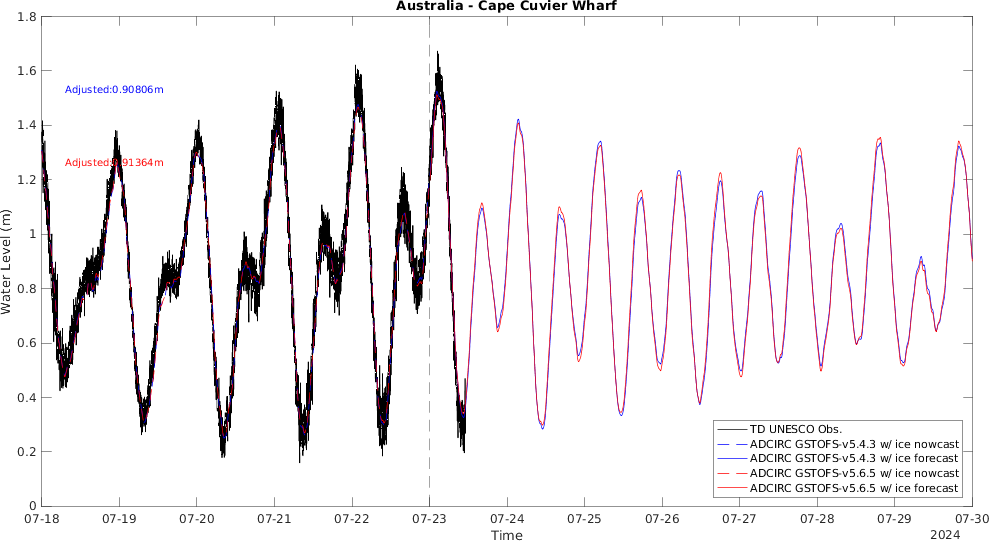 Australia - Cape Cuvier Wharf
1.8
1.6
1.4
1.2
1
0.8
0.6
0.4
0.2
0
Water Level (m)
Adjusted:0.90806m
Adjusted:0.91364m
TD UNESCO Obs.
ADCIRC GSTOFS-v5.4.3 w/ ice nowcast
ADCIRC GSTOFS-v5.4.3 w/ ice forecast
ADCIRC GSTOFS-v5.6.5 w/ ice nowcast
ADCIRC GSTOFS-v5.6.5 w/ ice forecast
07-18 07-19 07-20 07-21 07-22 07-23 07-24 07-25 07-26 07-27 07-28 07-29 07-30
Time
2024